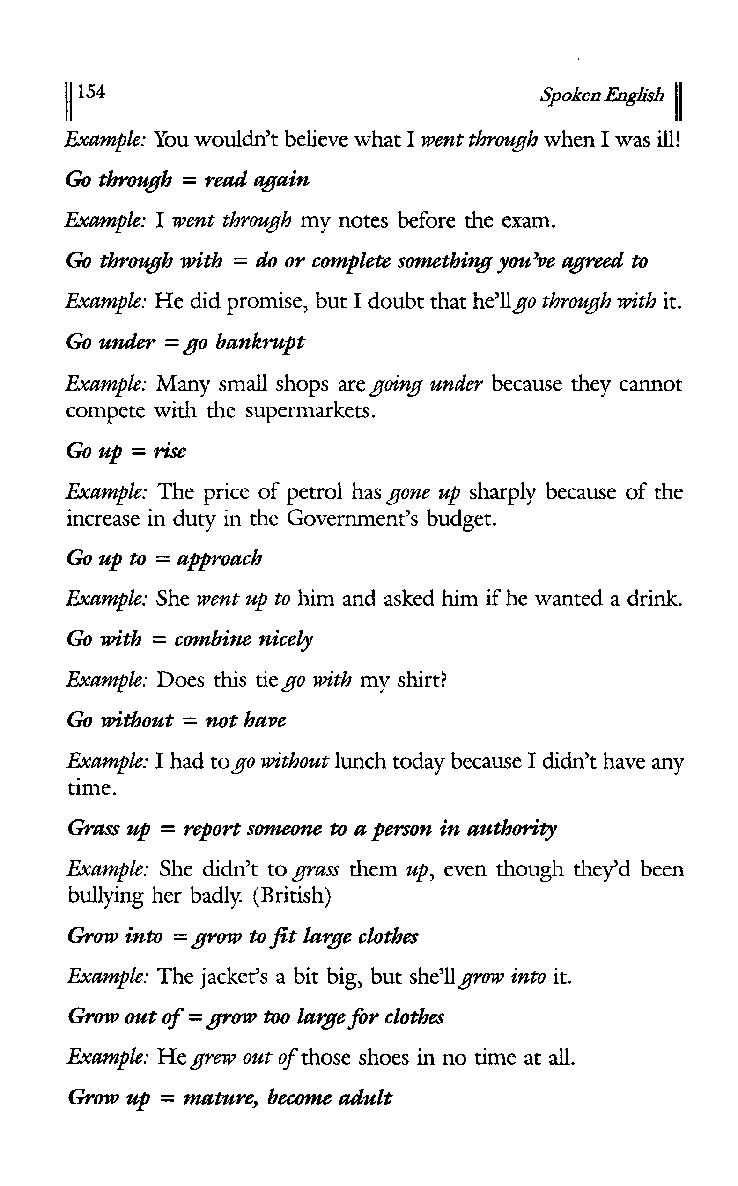 154 Spoken English
Example: You wouldn't believe what I went through when I was ill!
Go through = read again
Example: I went through my notes before the exam.
Go through with = do or complete something you've agreed to
Example: He did promise, but I doubt that he'll go through with it.
Go under = go bankrupt
Example: Many small shops are going under because they cannot
compete with the supermarkets.
Go up = rise
Example: The price of petrol has gone up sharply because of the
increase in duty in the Government's budget.
Go up to = approach
Example: She went up to him and asked him if he wanted a drink.
Go with = combine nicely
Example: Does this tie go with my shirt?
Go without = not have
Example: I had to go without lunch today because I didn't have any
time.
Grass up = report someone to a person in authority
Example: She didn't to grass them up, even though they'd been
bullying her badly. (British)
Grow into = grow to fit large clothes
Example: The jacket's a bit big, but she'll grow into it.
Grow out of = grow too large for clothes
Example: He grew out of those shoes in no time at all.
Grow up = mature, become adult